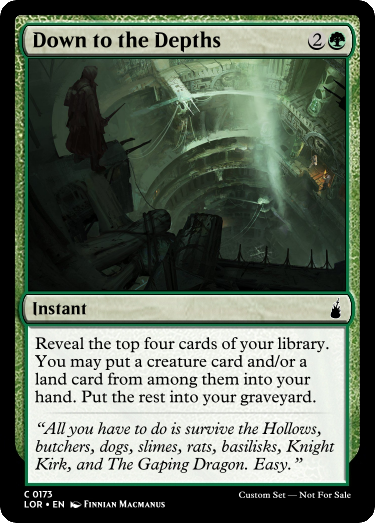 Down to the Depths 2
Instant
Reveal the top four cards of your library.
You may put a creature card and/or a
land card from among them into your
hand. Put the rest into your graveyard.
“All you have to do is survive the Hollows,
butchers, dogs, slimes, rats, basilisks, Knight
Kirk, and The Gaping Dragon. Easy.”
C 0173
LOR • EN Finnian Macmanus
Custom Set — Not For Sale